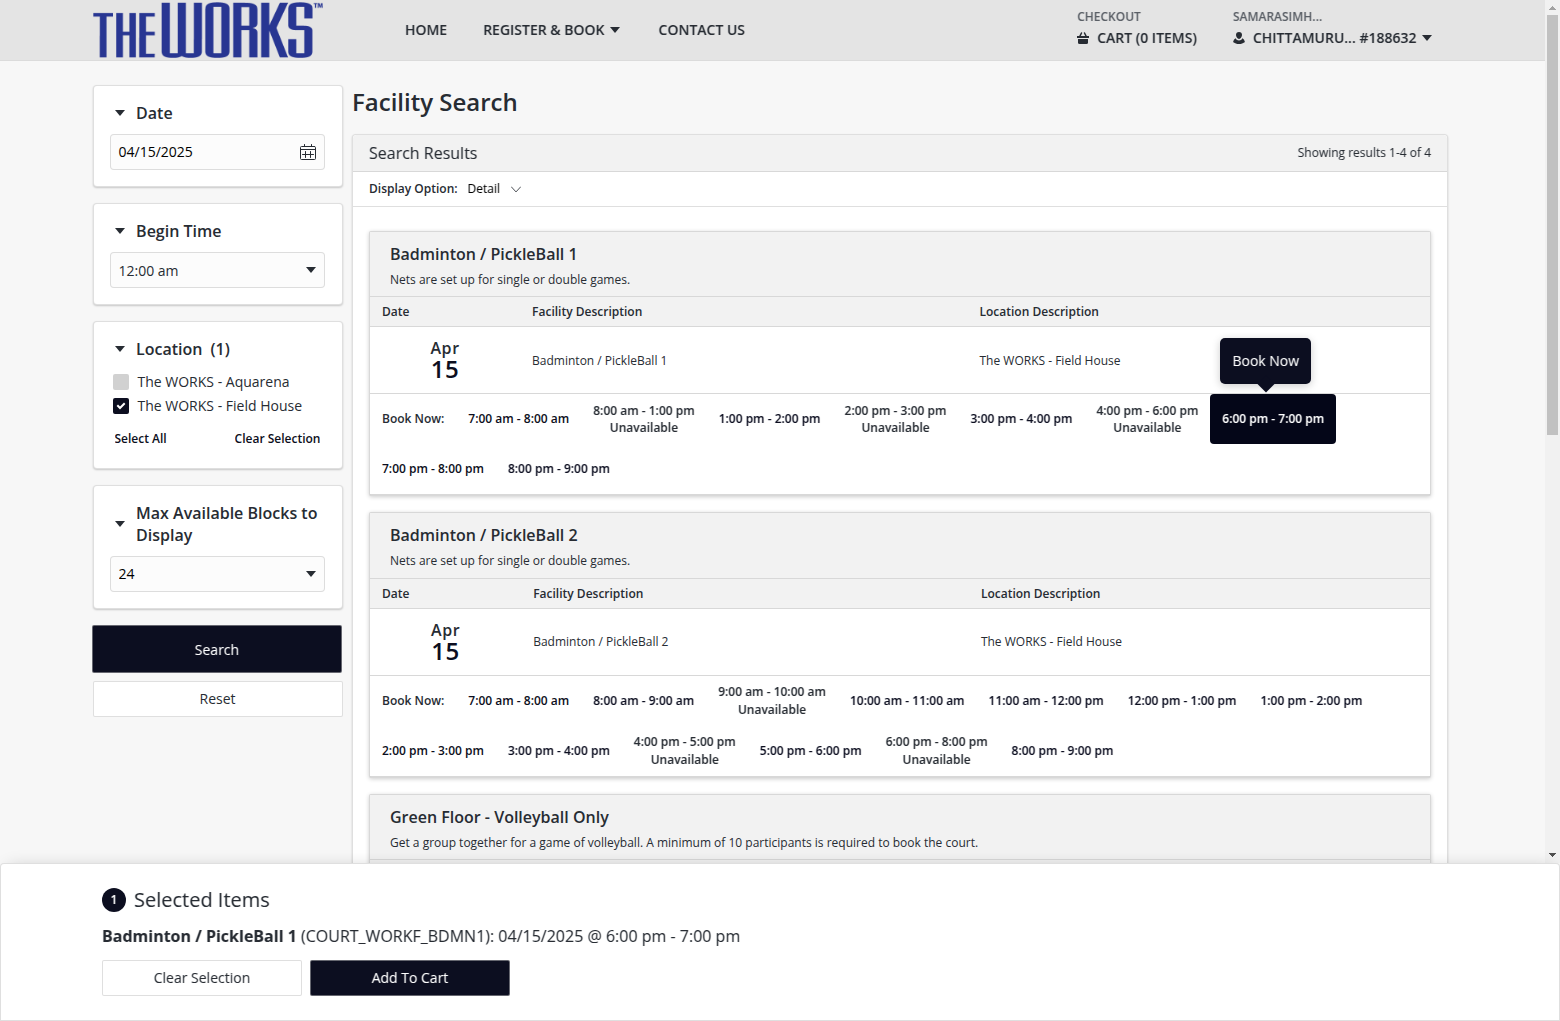 THE WORKS™
HOME
REGISTER & BOOK
CONTACT US
CHECKOUT
CART (0 ITEMS)
SAMARASIMH...
CHITTAMURU... #188632
Date
04/15/2025
Begin Time
12:00 am
Location (1)
The WORKS - Aquarena
The WORKS - Field House
Select All
Clear Selection
Max Available Blocks to
Display
24
Search
Reset
Facility Search
Search Results
Showing results 1-4 of 4
Display Option: Detail
Badminton / PickleBall 1
Nets are set up for single or double games.
Date
Facility Description
Location Description
Apr
15
Badminton / PickleBall 1
The WORKS - Field House
Book Now
Book Now:
7:00 am - 8:00 am
8:00 am - 1:00 pm
Unavailable
1:00 pm - 2:00 pm
2:00 pm - 3:00 pm
Unavailable
3:00 pm - 4:00 pm
4:00 pm - 6:00 pm
Unavailable
6:00 pm - 7:00 pm
7:00 pm - 8:00 pm
8:00 pm - 9:00 pm
Badminton / PickleBall 2
Nets are set up for single or double games.
Date
Facility Description
Location Description
Apr
15
Badminton / PickleBall 2
The WORKS - Field House
Book Now:
7:00 am - 8:00 am
8:00 am - 9:00 am
9:00 am - 10:00 am
Unavailable
10:00 am - 11:00 am
11:00 am - 12:00 pm
12:00 pm - 1:00 pm
1:00 pm - 2:00 pm
2:00 pm - 3:00 pm
3:00 pm - 4:00 pm
4:00 pm - 5:00 pm
Unavailable
5:00 pm - 6:00 pm
6:00 pm - 8:00 pm
Unavailable
8:00 pm - 9:00 pm
Green Floor - Volleyball Only
Get a group together for a game of volleyball. A minimum of 10 participants is required to book the court.
1 Selected Items
Badminton / PickleBall 1 (COURT_WORKF_BDMN1): 04/15/2025 @ 6:00 pm - 7:00 pm
Clear Selection
Add To Cart